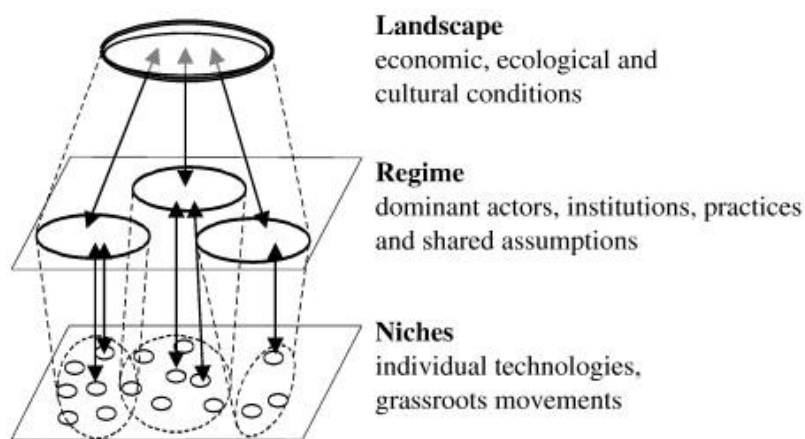 Landscape
economic, ecological and
cultural conditions
Regime
dominant actors, institutions, practices
and shared assumptions
Niches
individual technologies,
grassroots movements